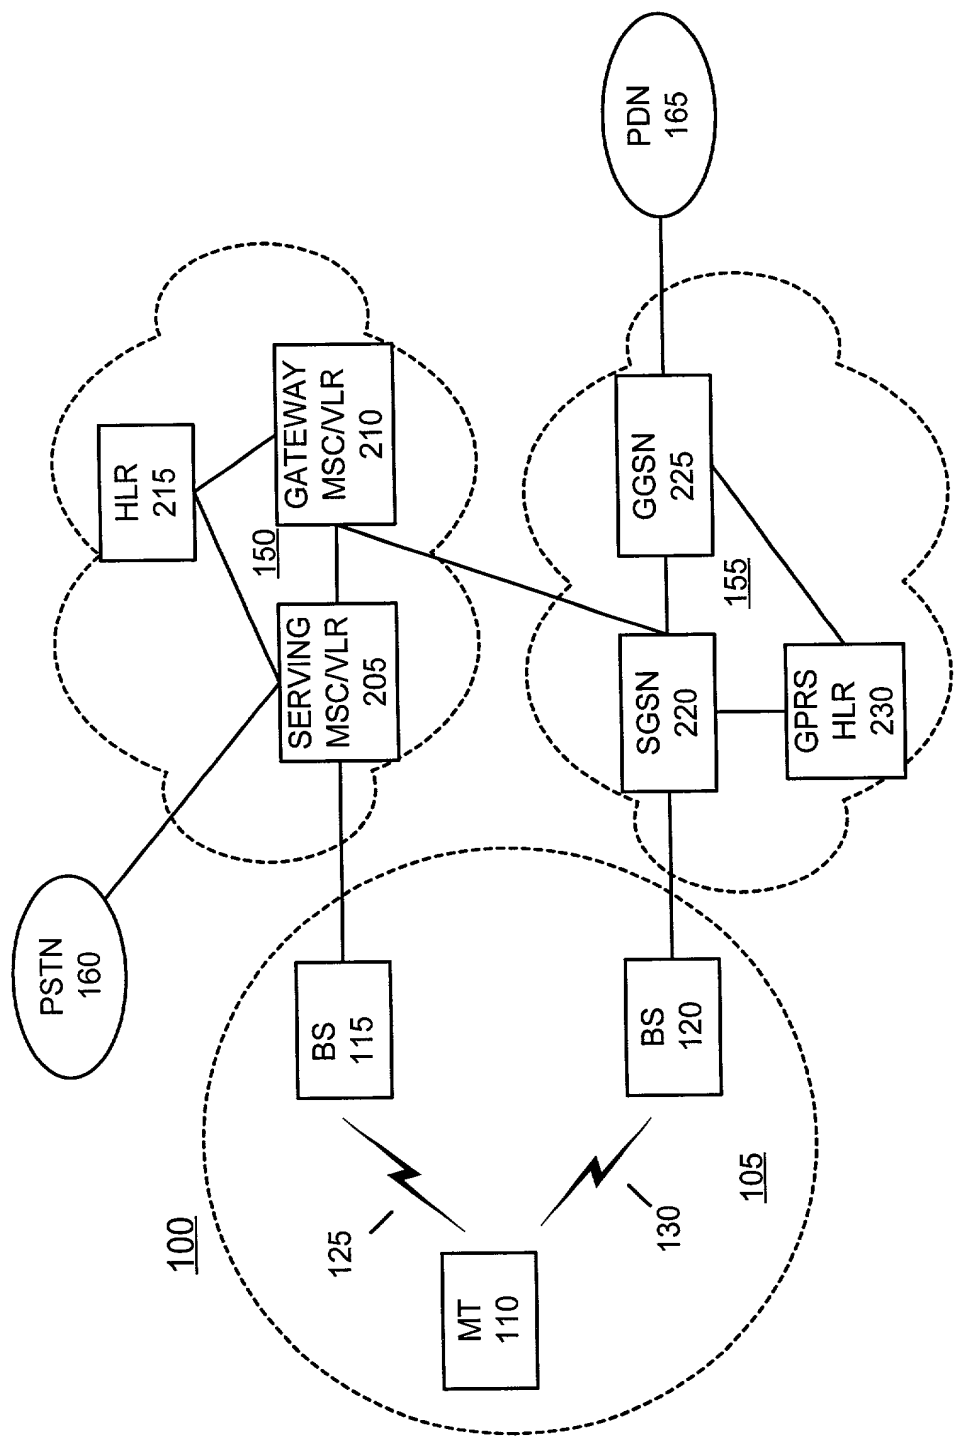 100
PSTN
160
HLR
215
150
SERVING
MSC/VLR
205
GATEWAY
MSC/VLR
210
BS
115
125
MT
110
130
105
BS
120
SGSN
220
GGSN
225
155
GPRS
HLR
230
PDN
165